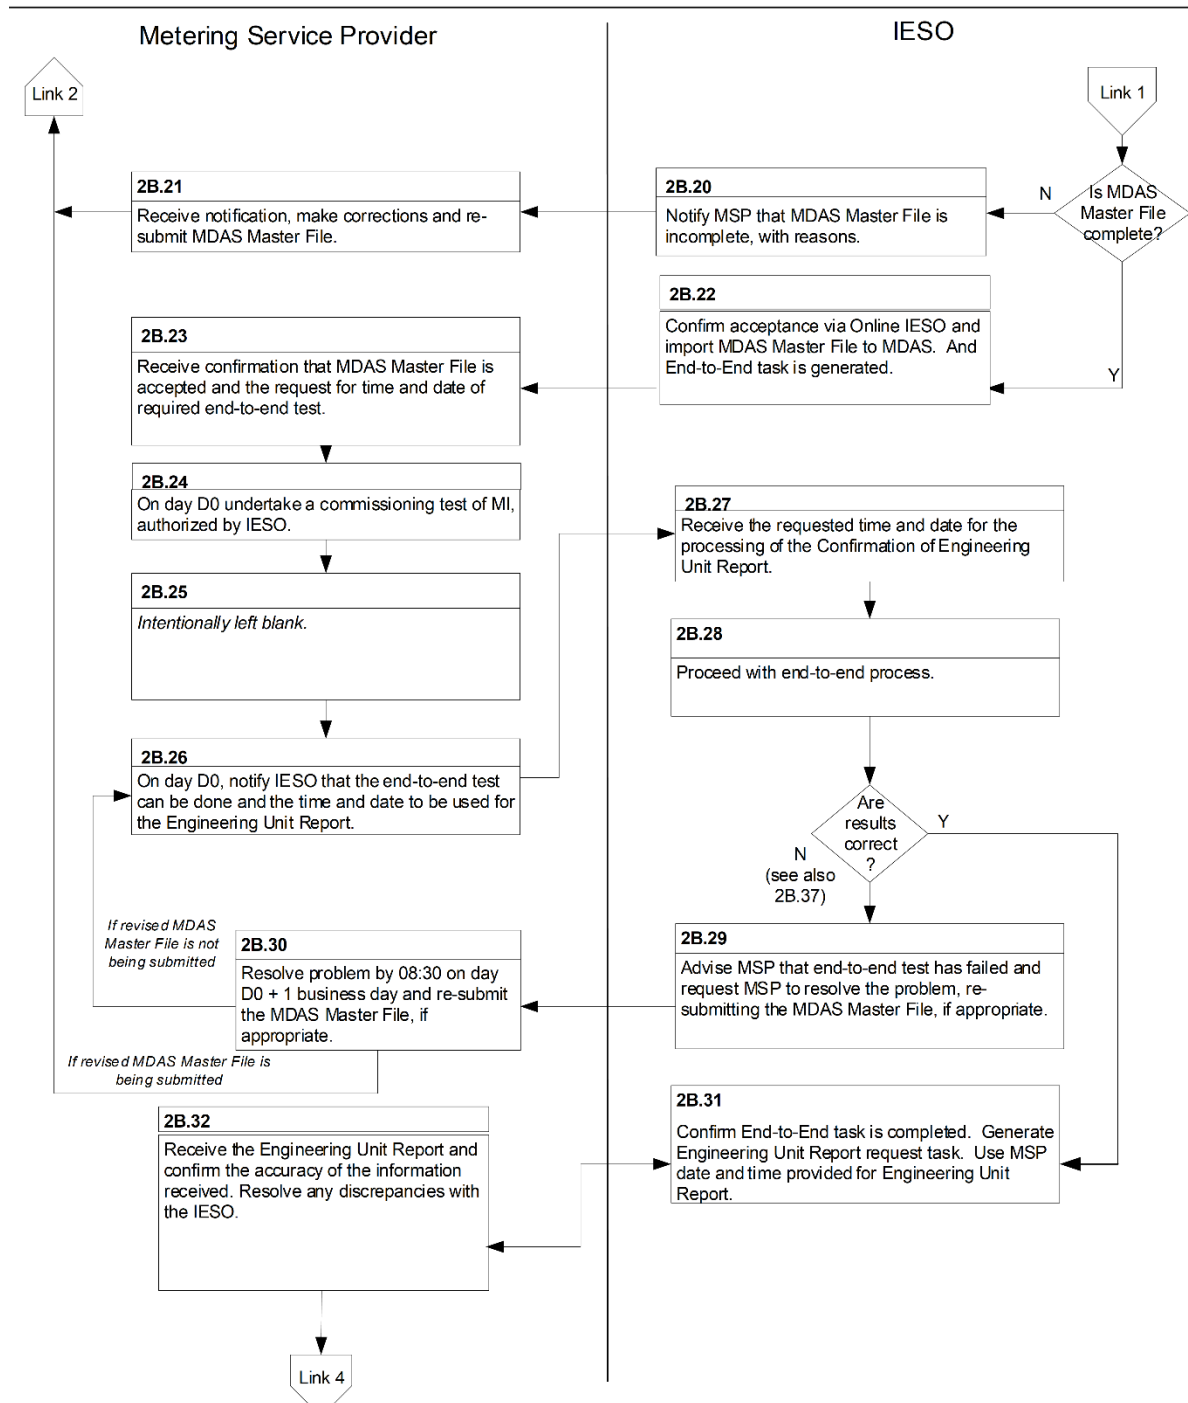 Metering Service Provider
IESO
Link 2
Link 1
2B.21
Receive notification, make corrections and re-
submit MDAS Master File.
2B.20
Notify MSP that MDAS Master File is
incomplete, with reasons.
N
Is MDAS
Master File
complete?
2B.22
Confirm acceptance via Online IESO and
import MDAS Master File to MDAS.  And
End-to-End task is generated.
Y
2B.23
Receive confirmation that MDAS Master File is
accepted and the request for time and date of
required end-to-end test.
2B.24
On day D0 undertake a commissioning test of MI,
authorized by IESO.
2B.27
Receive the requested time and date for the
processing of the Confirmation of Engineering
Unit Report.
2B.25
Intentionally left blank.
2B.28
Proceed with end-to-end process.
2B.26
On day D0, notify IESO that the end-to-end test
can be done and the time and date to be used for
the Engineering Unit Report.
Are
results
correct
?
Y
N
(see also
2B.37)
If revised MDAS
Master File is not
being submitted
2B.30
Resolve problem by 08:30 on day
D0 + 1 business day and re-submit
the MDAS Master File, if
appropriate.
2B.29
Advise MSP that end-to-end test has failed and
request MSP to resolve the problem, re-
submitting the MDAS Master File, if appropriate.
If revised MDAS Master File is
being submitted
2B.32
Receive the Engineering Unit Report and
confirm the accuracy of the information
received. Resolve any discrepancies with
the IESO.
2B.31
Confirm End-to-End task is completed.  Generate
Engineering Unit Report request task.  Use MSP
date and time provided for Engineering Unit
Report.
Link 4